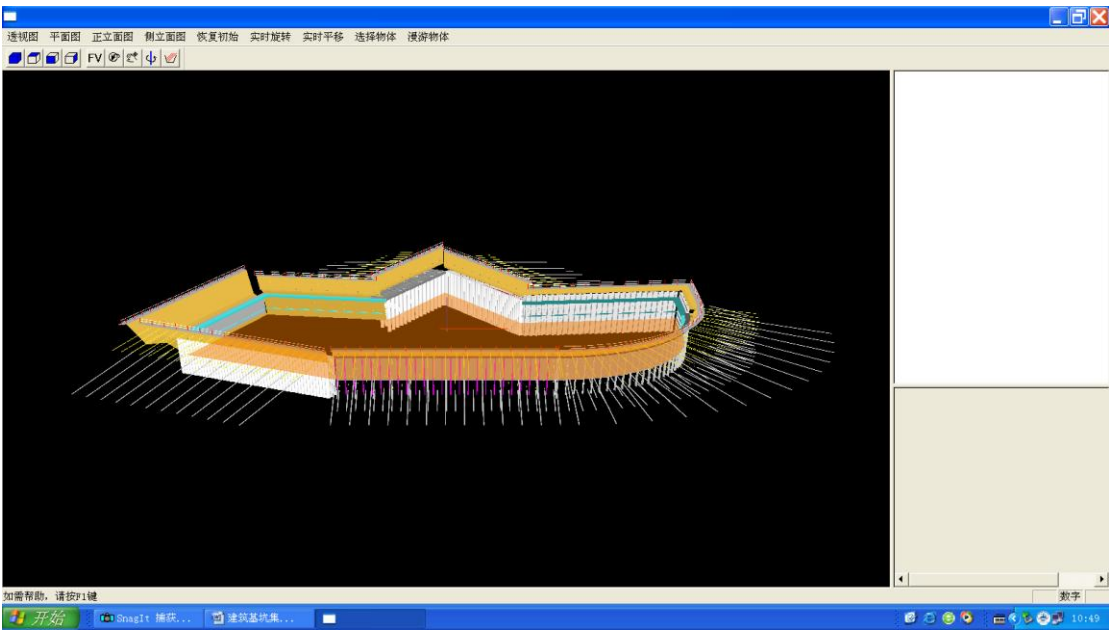 透视图 平面图 正立面图 侧立面图 恢复初始 实时旋转 实时平移 选择物体 漫游物体
FV
如需帮助，请按F1键
数字
开始 SnagIt 捕获... 建筑基坑集... 10:49